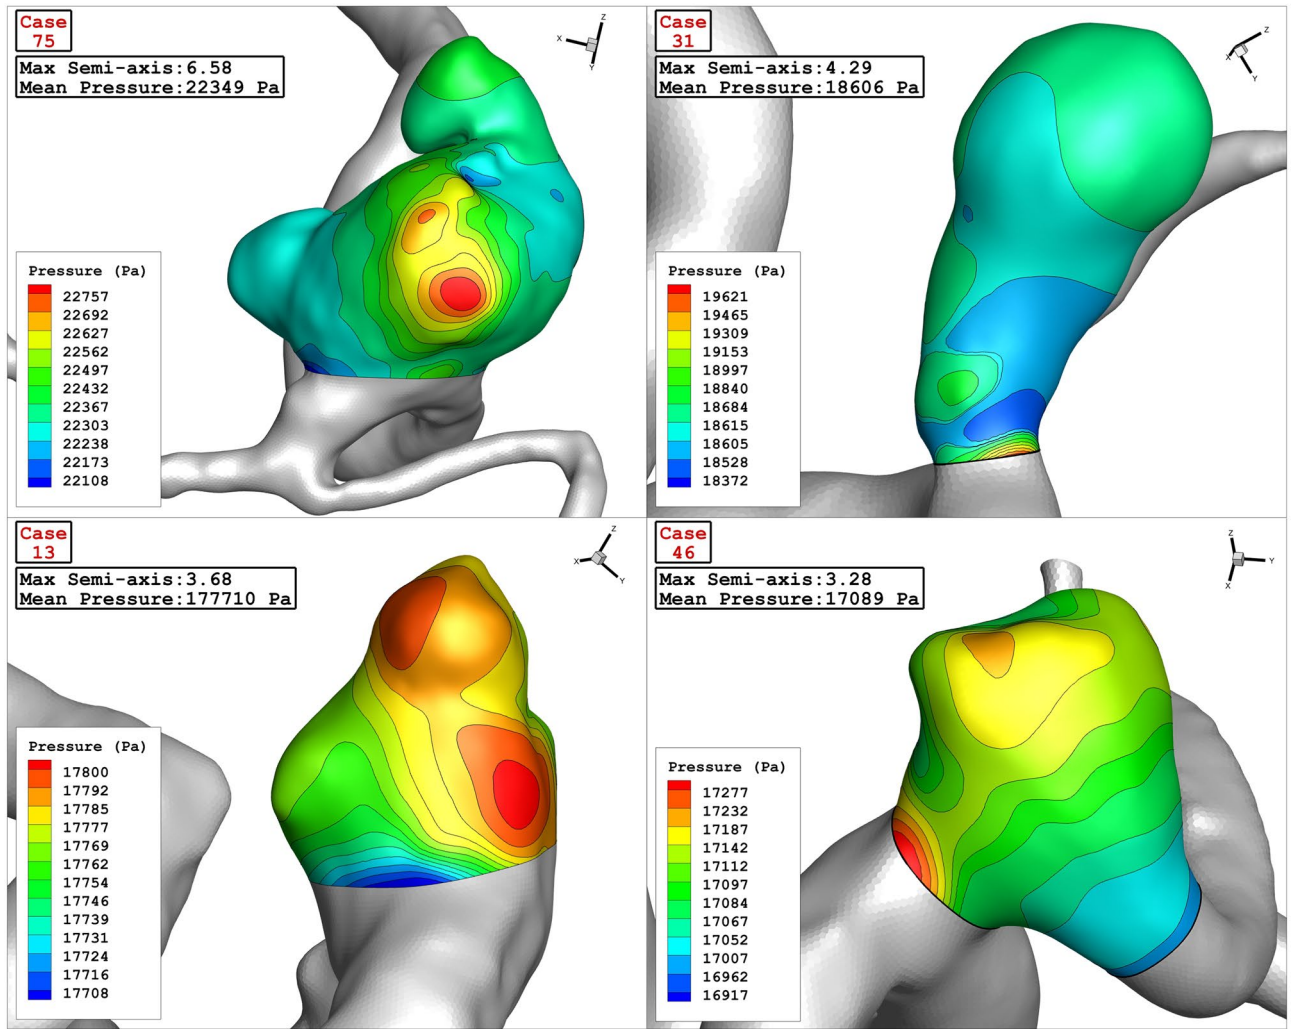 Case
75
Max Semi-axis:6.58
Mean Pressure:22349 Pa
X
Z
Y
Pressure (Pa)
22757
22692
22627
22562
22497
22432
22367
22303
22238
22173
22108
Case
31
Max Semi-axis:4.29
Mean Pressure:18606 Pa
Z
X
Y
Pressure (Pa)
19621
19465
19309
19153
18997
18840
18684
18615
18605
18528
18372
Case
13
Max Semi-axis:3.68
Mean Pressure:177710 Pa
Z
X
Y
Pressure (Pa)
17800
17792
17785
17777
17769
17762
17754
17746
17739
17731
17724
17716
17708
Case
46
Max Semi-axis:3.28
Mean Pressure:17089 Pa
Z
Y
X
Pressure (Pa)
17277
17232
17187
17142
17112
17097
17084
17067
17052
17007
16962
16917